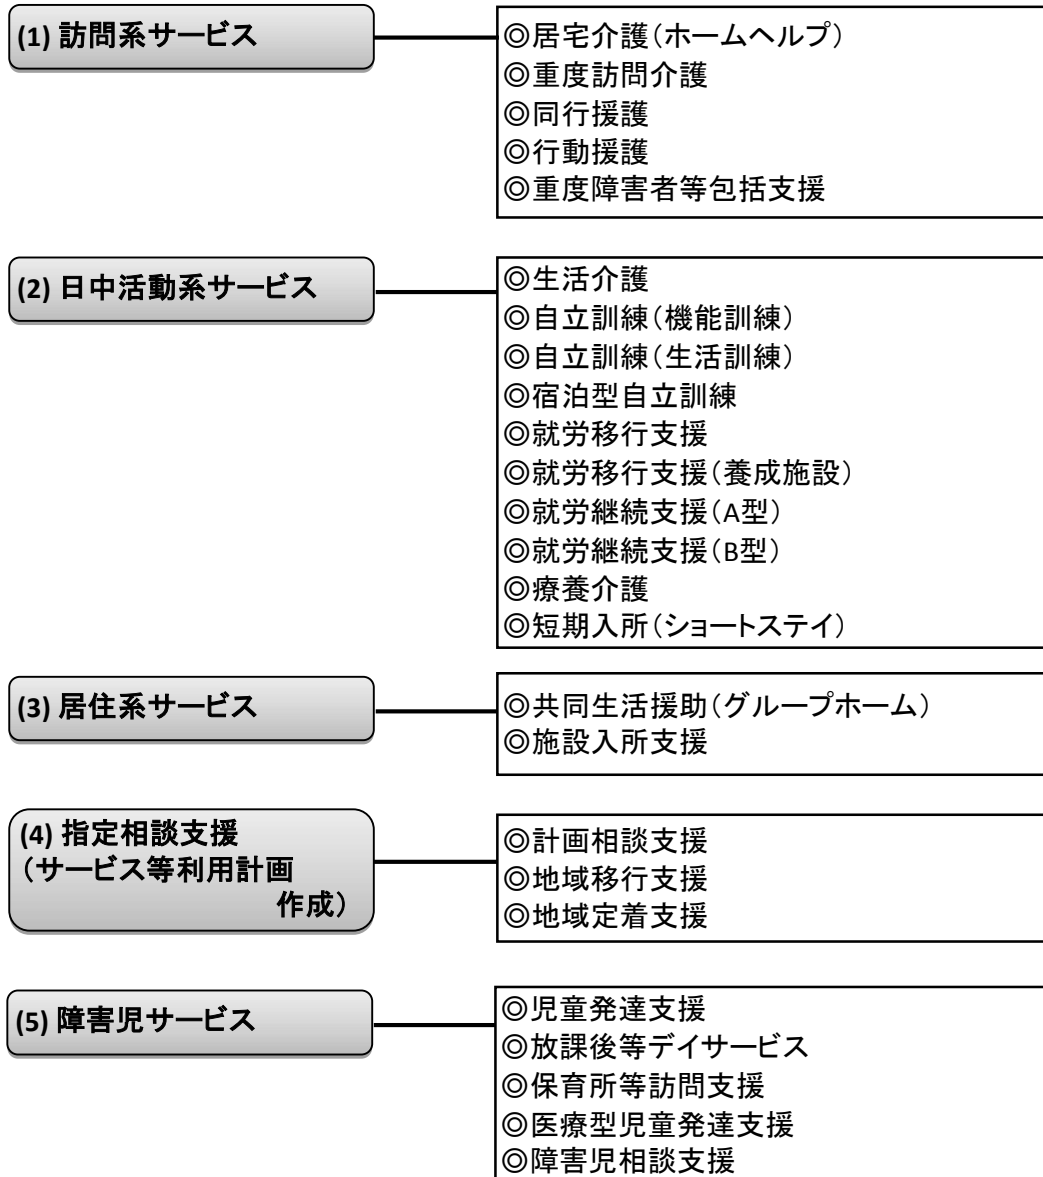 (1) 訪問系サービス
◎居宅介護（ホームヘルプ）
◎重度訪問介護
◎同行援護
◎行動援護
◎重度障害者等包括支援
(2) 日中活動系サービス
◎生活介護
◎自立訓練（機能訓練）
◎自立訓練（生活訓練）
◎宿泊型自立訓練
◎就労移行支援
◎就労移行支援（養成施設）
◎就労継続支援（A型）
◎就労継続支援（B型）
◎療養介護
◎短期入所（ショートステイ）
(3) 居住系サービス
◎共同生活援助（グループホーム）
◎施設入所支援
(4) 指定相談支援
（サービス等利用計画
作成）
◎計画相談支援
◎地域移行支援
◎地域定着支援
(5) 障害児サービス
◎児童発達支援
◎放課後等デイサービス
◎保育所等訪問支援
◎医療型児童発達支援
◎障害児相談支援